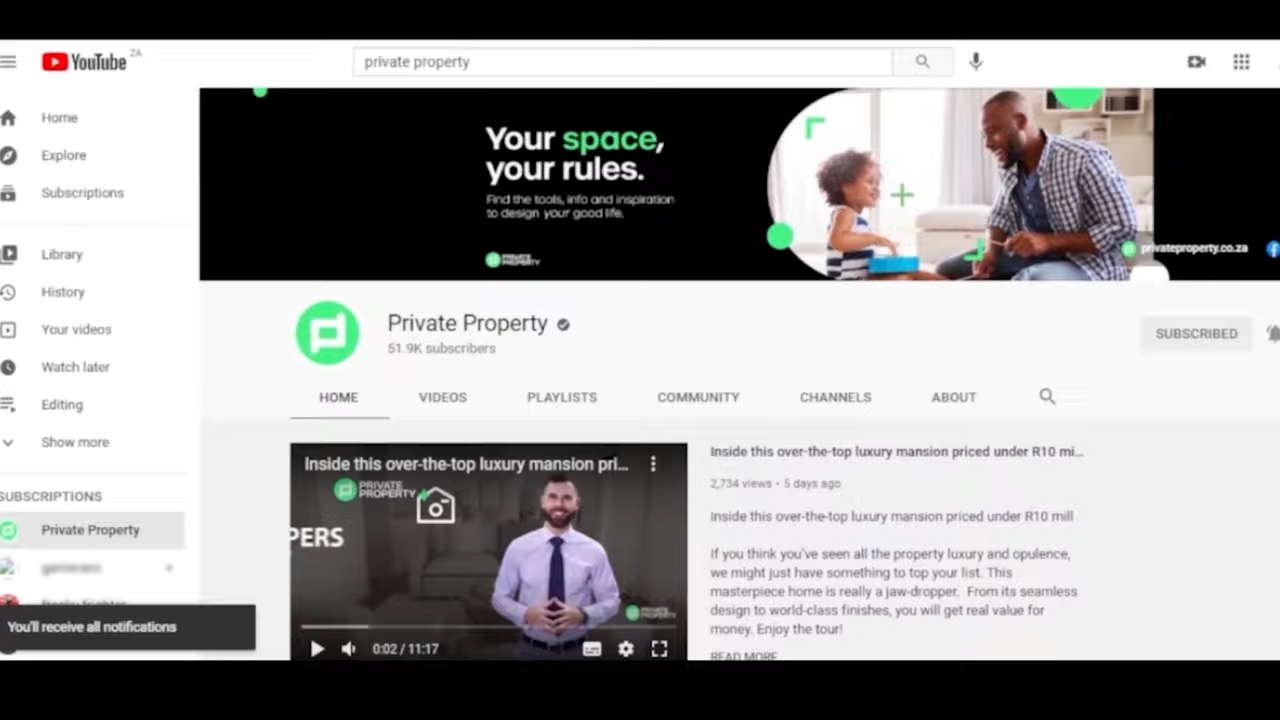 YouTube ZA
private property
Home
Explore
Subscriptions
Library
History
Your videos
Watch later
Editing
Show more
SUBSCRIPTIONS
Private Property
You'll receive all notifications
Your space,
your rules.
Find the tools, info and inspiration
to design your good life.
PRIVATE
PROPERTY
privateproperty.co.za
Private Property
51.9K subscribers
SUBSCRIBED
HOME VIDEOS PLAYLISTS COMMUNITY CHANNELS ABOUT
Inside this over-the-top luxury mansion pri...
PRIVATE
PROPERTY
PERS
PRIVATE
PROPERTY
0:02 / 11:17
Inside this over-the-top luxury mansion priced under R10 mi...
2,734 views • 5 days ago
Inside this over-the-top luxury mansion priced under R10 mill
If you think you've seen all the property luxury and opulence,
we might just have something to top your list. This
masterpiece home is really a jaw-dropper. From its seamless
design to world-class finishes, you will get real value for
money. Enjoy the tour!
READ MORE